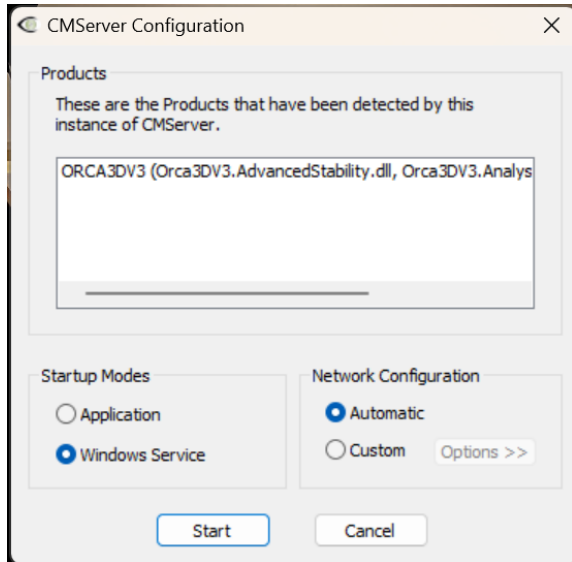 CMServer Configuration
Products
These are the Products that have been detected by this
instance of CMServer.
ORCA3DV3 (Orca3DV3.AdvancedStability.dll, Orca3DV3.Analys
Startup Modes
Application
Windows Service
Network Configuration
Automatic
Custom
Options >>
Start
Cancel